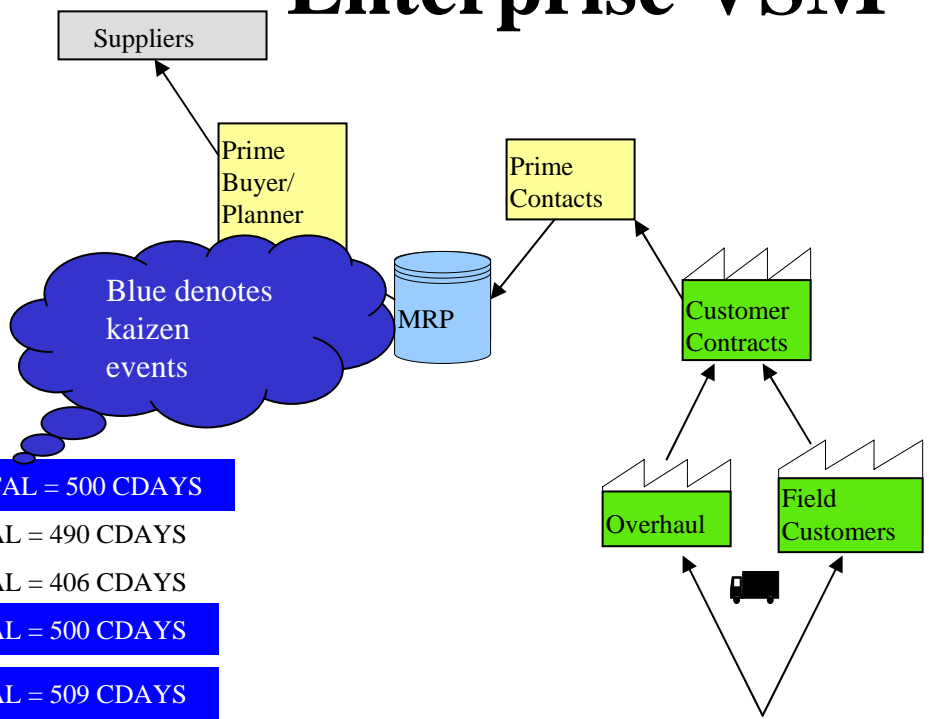 Enterprise VSM
Suppliers
Prime
Buyer/
Planner
Prime
Contacts
Blue denotes
kaizen
events
MRP
Customer
Contracts
Overhaul
Field
Customers
TAL = 500 CDAYS
AL = 490 CDAYS
AL = 406 CDAYS
AL = 500 CDAYS
AL = 509 CDAYS